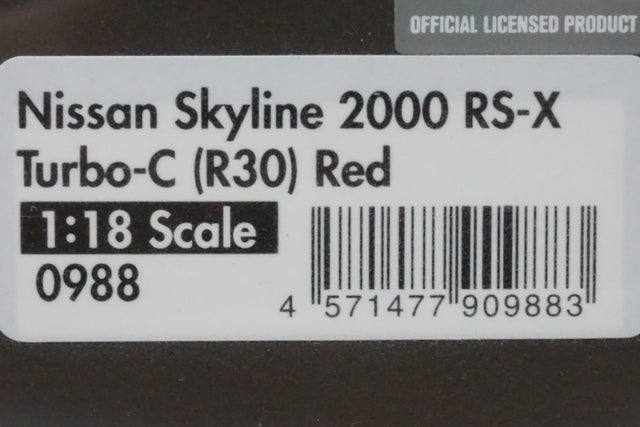 OFFICIAL LICENSED PRODUCT
Nissan Skyline 2000 RS-X
Turbo-C (R30) Red
1:18 Scale
0988
4 571477 909883